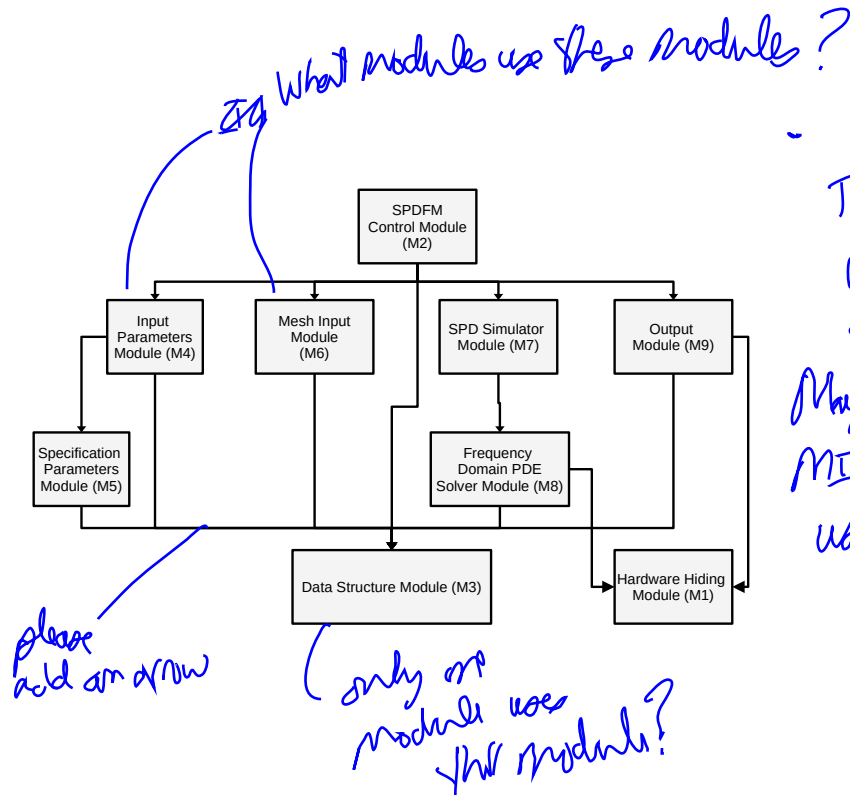 What modules use these modules?
SPDFM
Control Module
(M2)
Input
Parameters
Module (M4)
Mesh Input
Module
(M6)
SPD Simulator
Module (M7)
Output
Module (M9)
Specification
Parameters
Module (M5)
Frequency
Domain PDE
Solver Module (M8)
Data Structure Module (M3)
Hardware Hiding
Module (M1)
please
add an arrow
only one
module uses
this module?